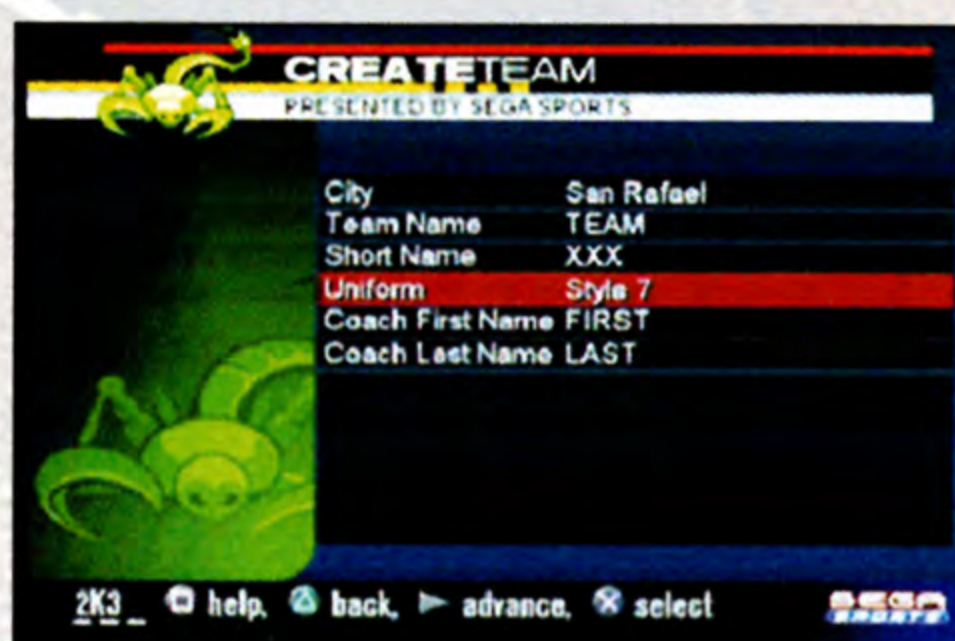 CREATETEAM
PRESENTED BY SEGA SPORTS
City San Rafael
Team Name TEAM
Short Name XXX
Uniform Style 7
Coach First Name FIRST
Coach Last Name LAST
2K3_ help, back, advance, select
SEGA
SPORTS